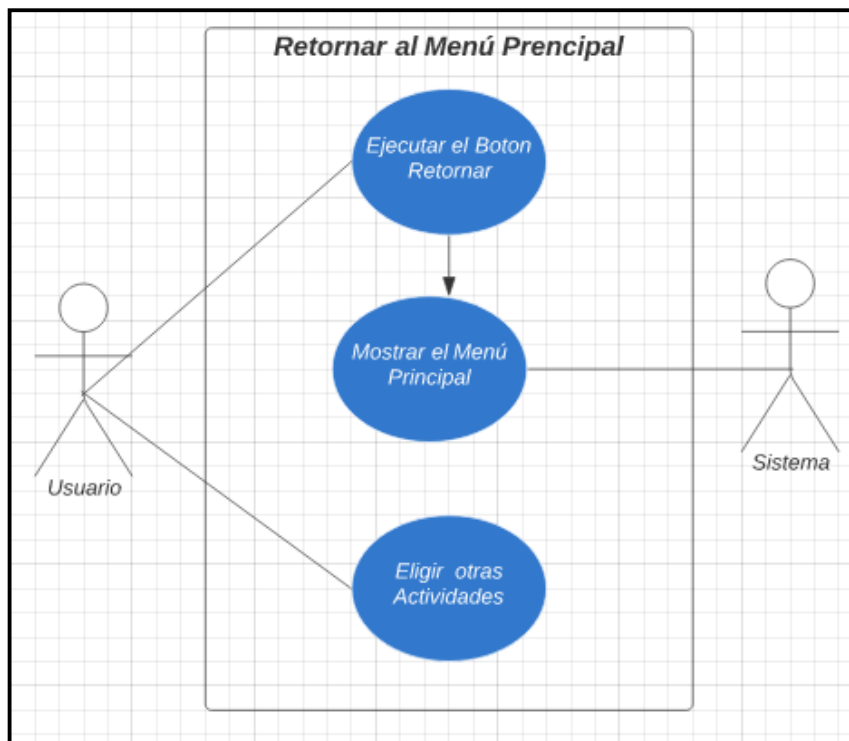 Retornar al Menú Prencipal
Ejecutar el Boton
Retornar
Mostrar el Menú
Principal
Usuario
Sistema
Eligir otras
Actividades